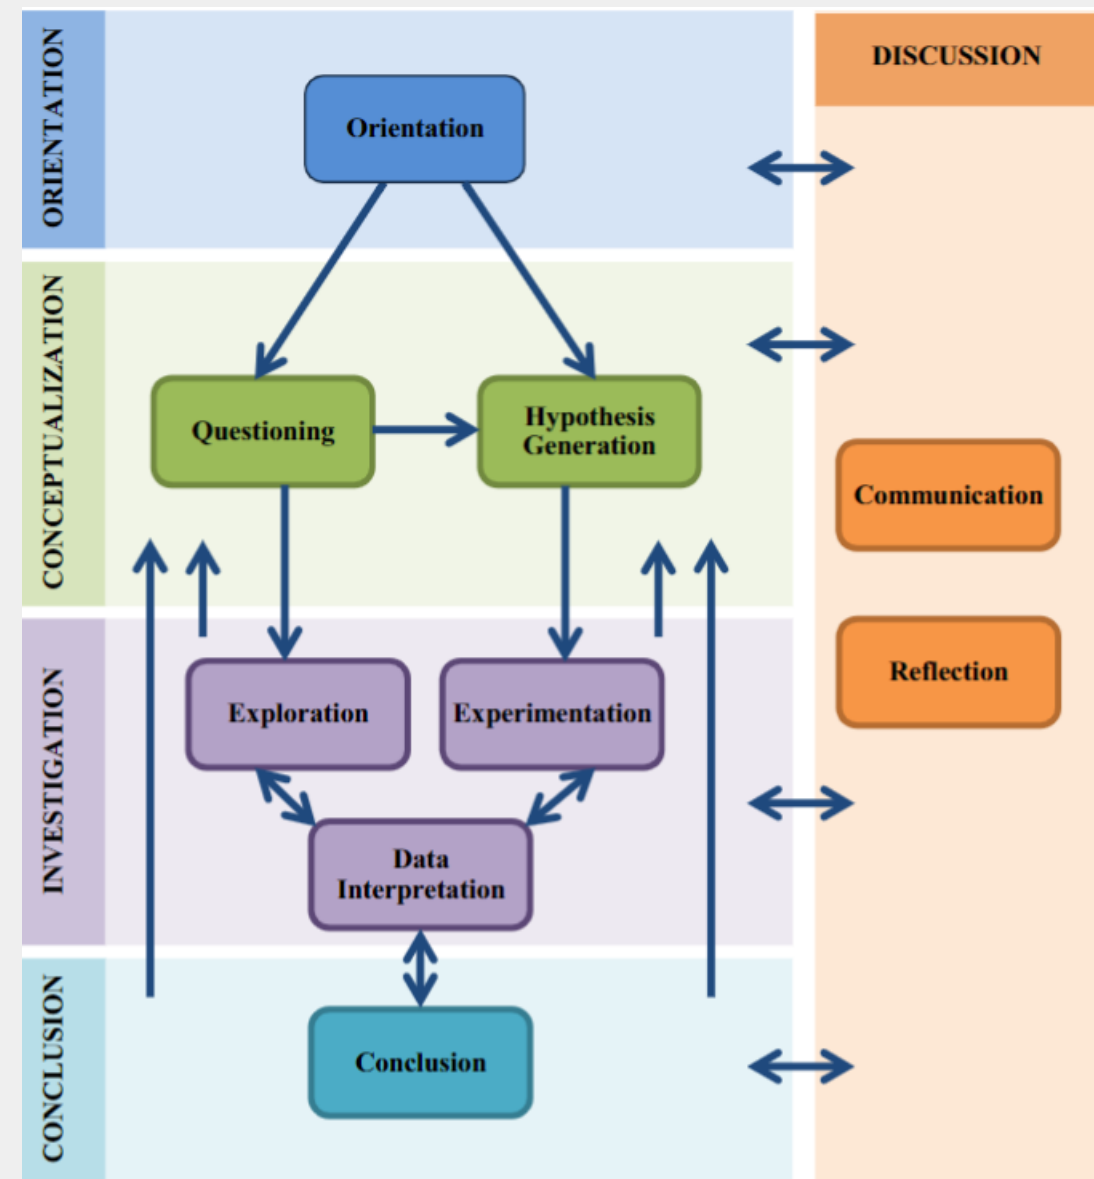 ORIENTATION
Orientation
CONCEPTUALIZATION
Questioning
Hypothesis
Generation
INVESTIGATION
Exploration
Experimentation
Data
Interpretation
CONCLUSION
Conclusion
DISCUSSION
Communication
Reflection